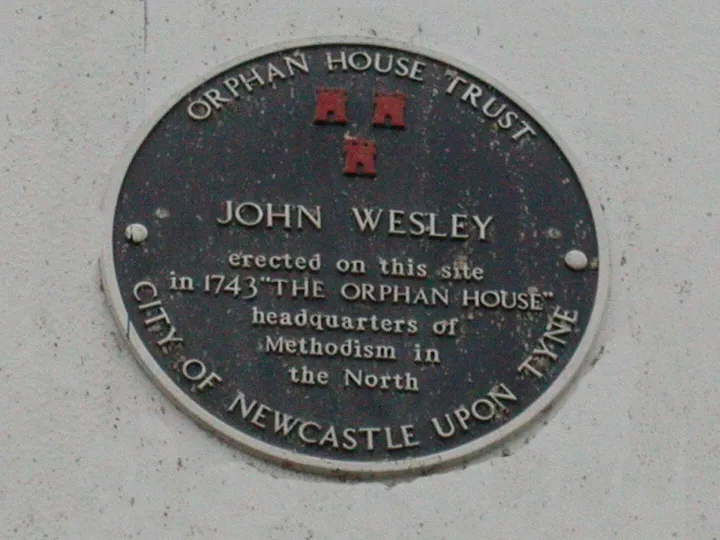 ORPHAN HOUSE TRUST
JOHN WESLEY
erected on this site
in 1743 "THE ORPHAN HOUSE"
headquarters of
Methodism in
the North
CITY OF NEWCASTLE UPON TYNE